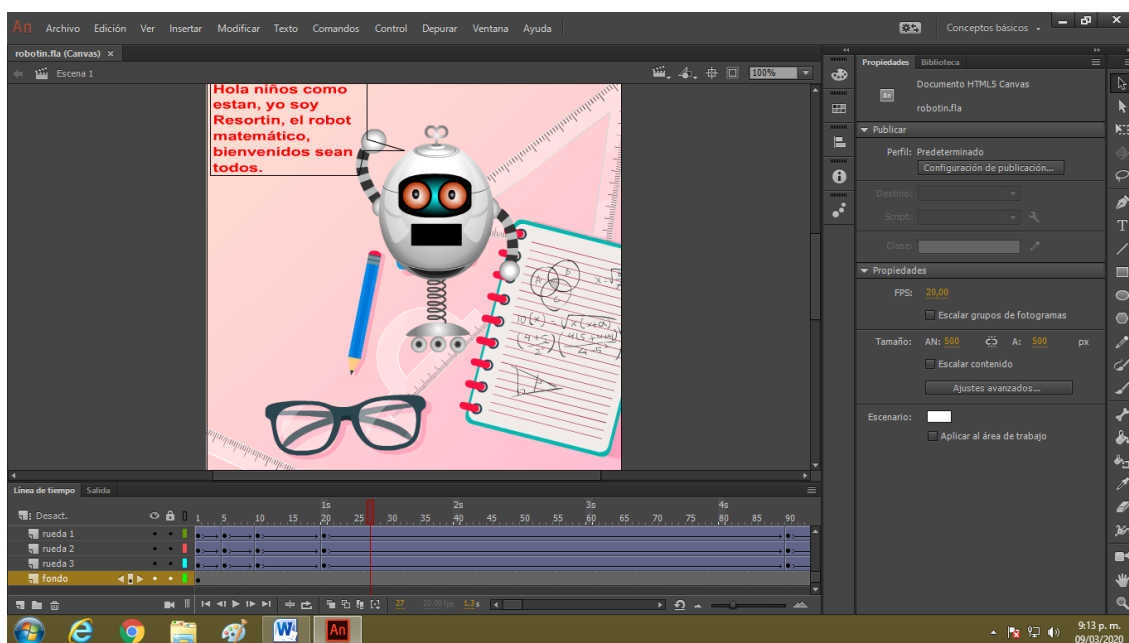 An Archivo Edición Ver Insertar Modificar Texto Comandos Control Depurar Ventana Ayuda
Conceptos básicos
robotin.fla (Canvas) ×
Escena 1
100%
Hola niños como
estan, yo soy
Resortin, el robot
matemático,
bienvenidos sean
todos.
Propiedades Biblioteca
Documento HTML5 Canvas
An
robotin.fla
Publicar
Perfil: Predeterminado
Configuración de publicación...
Destino:
Script:
Clase:
Propiedades
FPS: 20,00
Escalar grupos de fotogramas
Tamaño: AN: 500 A: 500 px
Escalar contenido
Ajustes avanzados...
Escenario:
Aplicar al área de trabajo
Línea de tiempo Salida
1s 2s 3s 4s
Desact. 1 5 10 15 20 25 30 35 40 45 50 55 60 65 70 75 80 85 90
rueda 1
rueda 2
rueda 3
fondo
27 20,00 fps 1,3 s
An
9:13 p. m.
09/03/2020